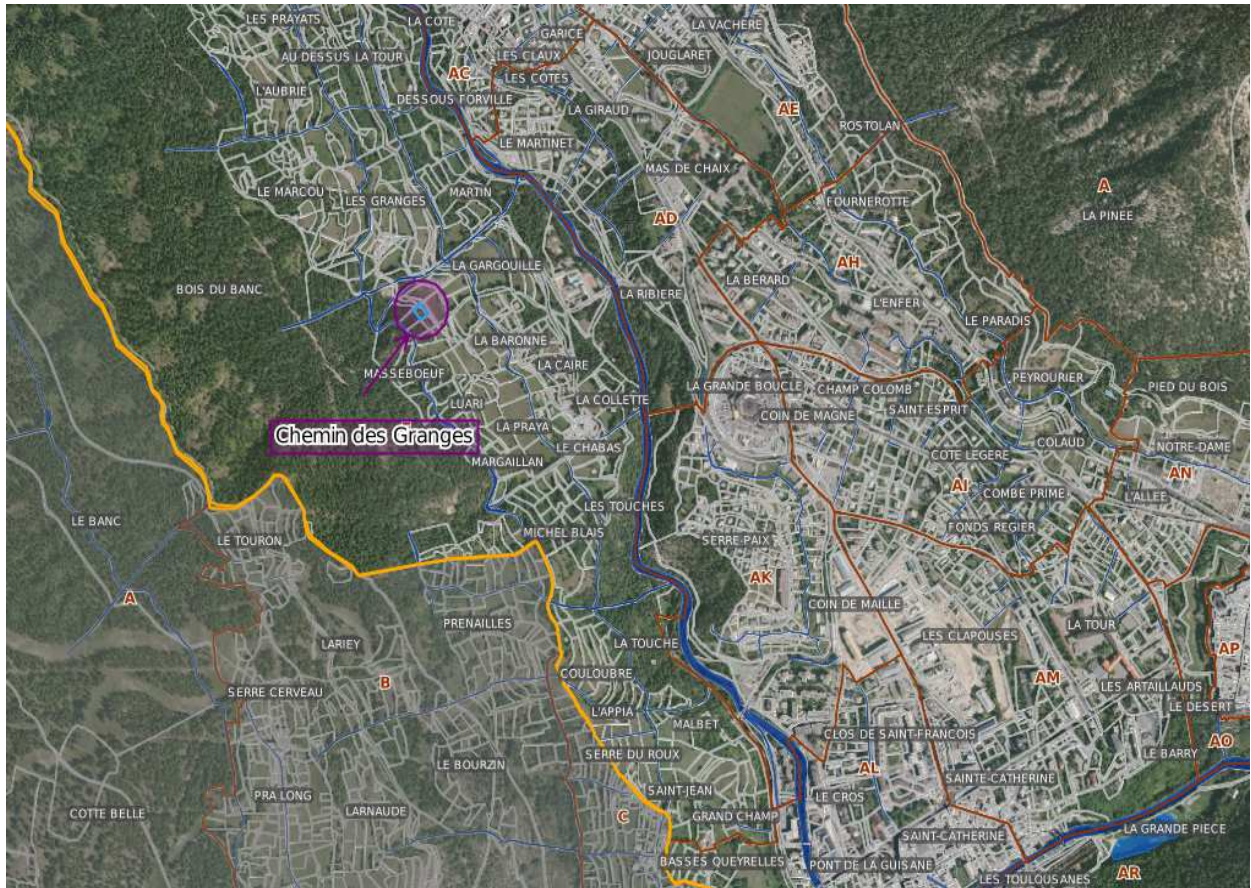 LES PRAYATS
LA COTE
LA VACHERE
GARICE
AU DESSUS LA TOUR
LES CLAUX
JOUGLARET
AC
LES COTES
L'AUBRIE
DESSOUS FORVILLE
LA GIRAUD
AE
ROSTOLAN
LE MARTINET
MAS DE CHAIX
LE MARCOU
MARTIN
A
LES GRANGES
FOURNEROTTE
LA PINEE
AD
LA GARGOUILLE
AH
LA BERARD
BOIS DU BANC
LA RIBIERE
L'ENFER
LE PARADIS
LA BARONNE
LA CAIRE
MASSEBOEUF
PEYROURIER
LA GRANDE BOUCLE
CHAMP COLOMB
PIED DU BOIS
LUARI
LA COLLETTE
COIN DE MAGNE
SAINT-ESPRIT
LA PRAYA
Chemin des Granges
LE CHABAS
COLAUD
NOTRE-DAME
COTE LEGERE
MARGAILLAN
AN
AI
COMBE PRIME
L'ALLEE
LES TOUCHES
LE BANC
FONDS REGIER
MICHEL BLAIS
LE TOURON
SERRE-PAIX
AK
A
COIN DE MAILLE
PRENAILLES
LA TOUR
LARIEY
LES CLAPOUSES
LA TOUCHE
AP
COULOUBRE
B
AM
SERRE CERVEAU
LES ARTAILLAUDS
LE DESERT
L'APPIA
MALBET
CLOS DE SAINT-FRANCOIS
AO
SERRE DU ROUX
LE BARRY
LE BOURZIN
AL
SAINTE-CATHERINE
SAINT-JEAN
PRA LONG
LE CROS
COTTE BELLE
LARNAUDE
C
GRAND CHAMP
LA GRANDE PIECE
SAINT-CATHERINE
BASSES QUEYRELLES
PONT DE LA GUISANE
AR
LES TOULOUSANES